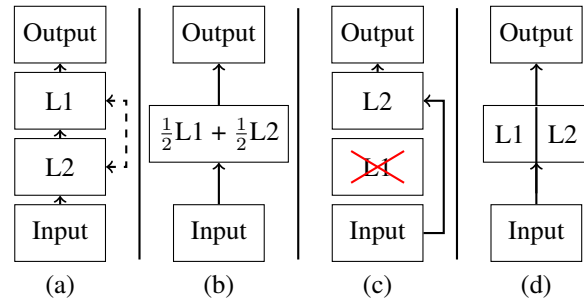 Output
L1
L2
Input
(a)
Output
½L1 + ½L2
Input
(b)
Output
L2
L1
Input
(c)
Output
L1 L2
Input
(d)